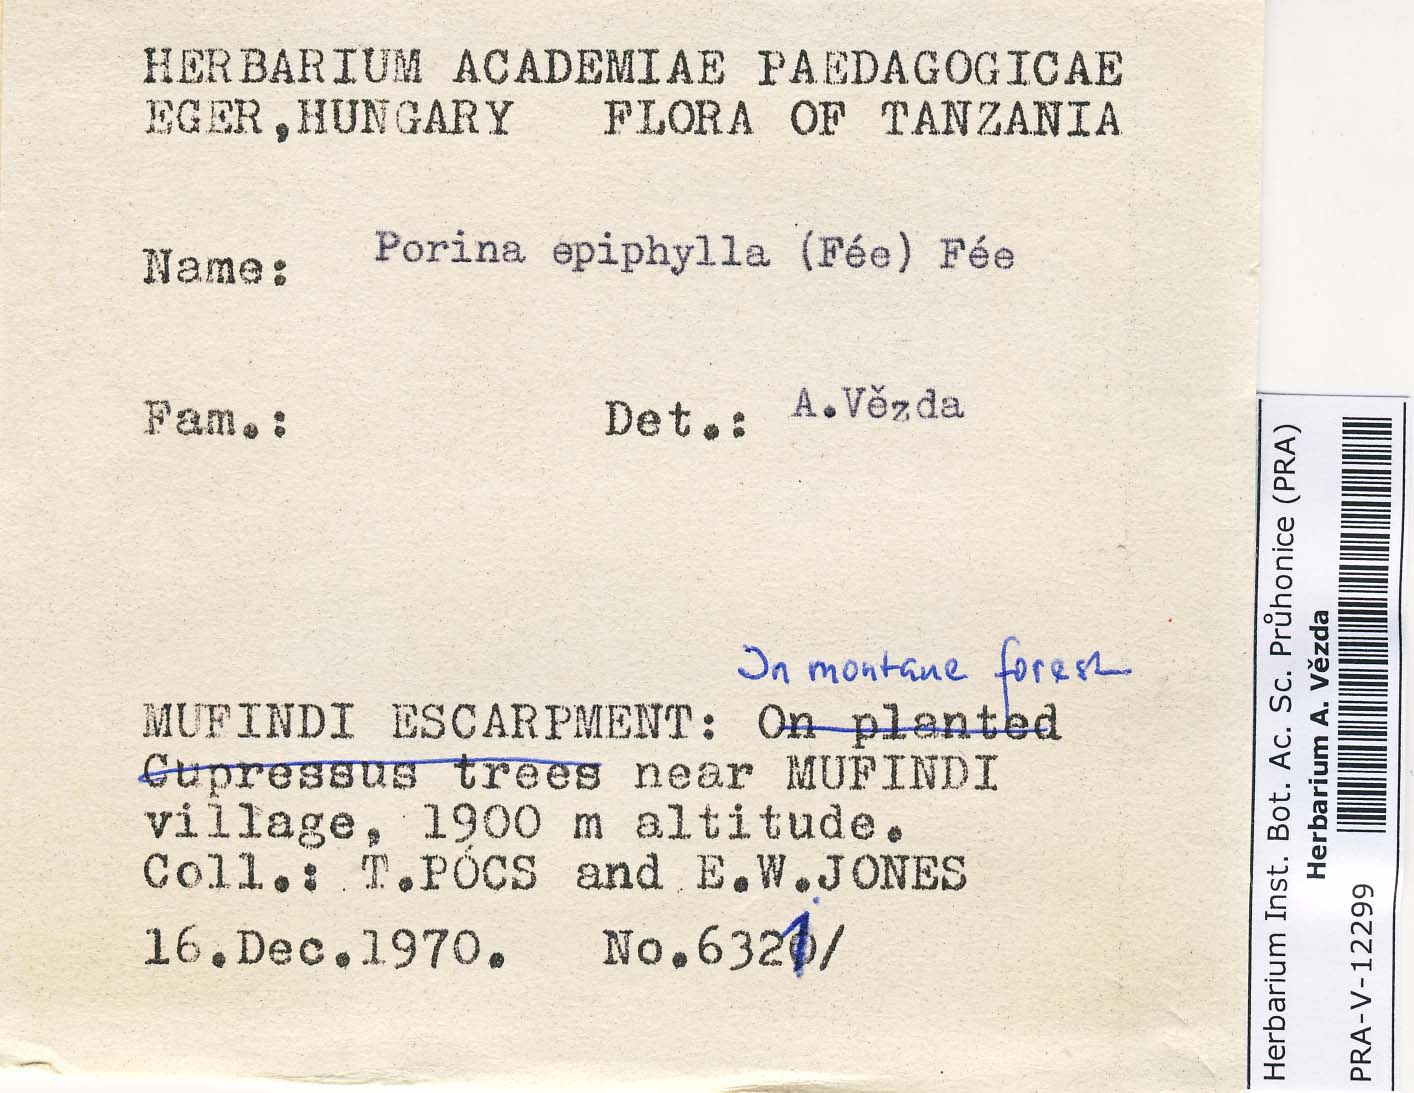 HERBARIUM ACADEMIAE PAEDAGOGICAE
EGER,HUNGARY FLORA OF TANZANIA
Name: Porina epiphylla (Fée) Fée
Fam.: Det.: A.Vězda
In montane forest
MUFINDI ESCARPMENT: On planted
Cupressus trees near MUFINDI
village, 1900 m altitude.
Coll.: T.PÓCS and E.W.JONES
16.Dec.1970. No.6321/
Herbarium Inst. Bot. Ac. Sc. Průhonice (PRA)
Herbarium A. Vězda
PRA-V-12299